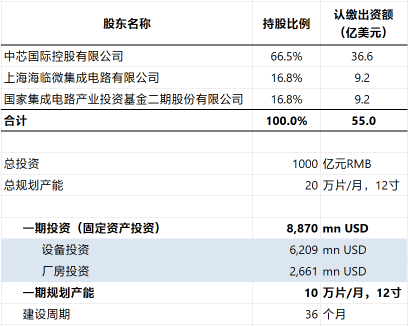 股东名称 持股比例 认缴出资额
(亿美元)
中芯国际控股有限公司 66.5% 36.6
上海海临微集成电路有限公司 16.8% 9.2
国家集成电路产业投资基金二期股份有限公司 16.8% 9.2
合计 100.0% 55.0
总投资 1000 亿元RMB
总规划产能 20 万片/月，12寸
一期投资（固定资产投资） 8,870 mn USD
设备投资 6,209 mn USD
厂房投资 2,661 mn USD
一期规划产能 10 万片/月，12寸
建设周期 36 个月